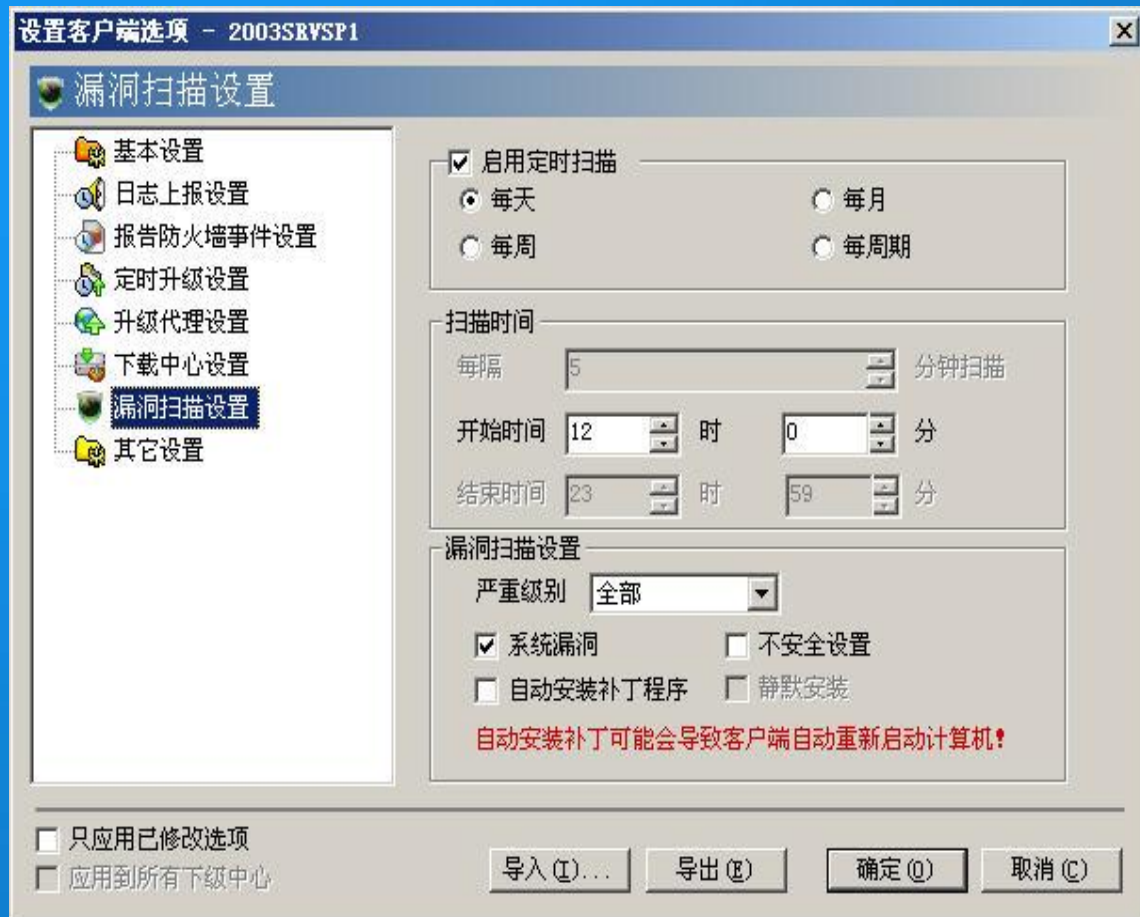 设置客户端选项 - 2003SRVSP1
漏洞扫描设置
基本设置
日志上报设置
报告防火墙事件设置
定时升级设置
升级代理设置
下载中心设置
漏洞扫描设置
其它设置
启用定时扫描
每天 每月
每周 每周期
扫描时间
每隔 5 分钟扫描
开始时间 12 时 0 分
结束时间 23 时 59 分
漏洞扫描设置
严重级别 全部
系统漏洞 不安全设置
自动安装补丁程序 静默安装
自动安装补丁可能会导致客户端自动重新启动计算机!
只应用已修改选项
应用到所有下级中心
导入(I)... 导出(E) 确定(O) 取消(C)